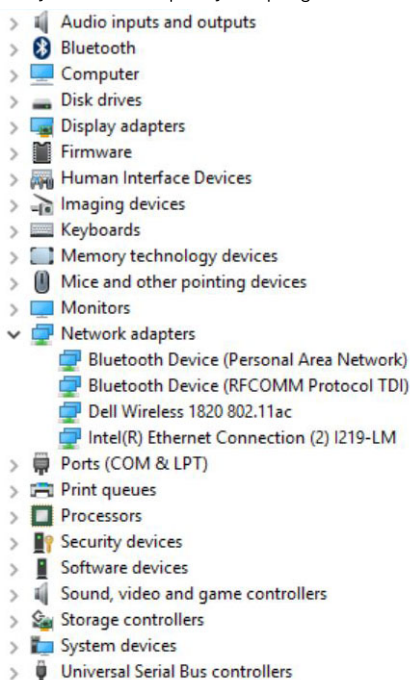 Audio inputs and outputs
Bluetooth
Computer
Disk drives
Display adapters
Firmware
Human Interface Devices
Imaging devices
Keyboards
Memory technology devices
Mice and other pointing devices
Monitors
Network adapters
Bluetooth Device (Personal Area Network)
Bluetooth Device (RFCOMM Protocol TDI)
Dell Wireless 1820 802.11ac
Intel(R) Ethernet Connection (2) I219-LM
Ports (COM & LPT)
Print queues
Processors
Security devices
Software devices
Sound, video and game controllers
Storage controllers
System devices
Universal Serial Bus controllers